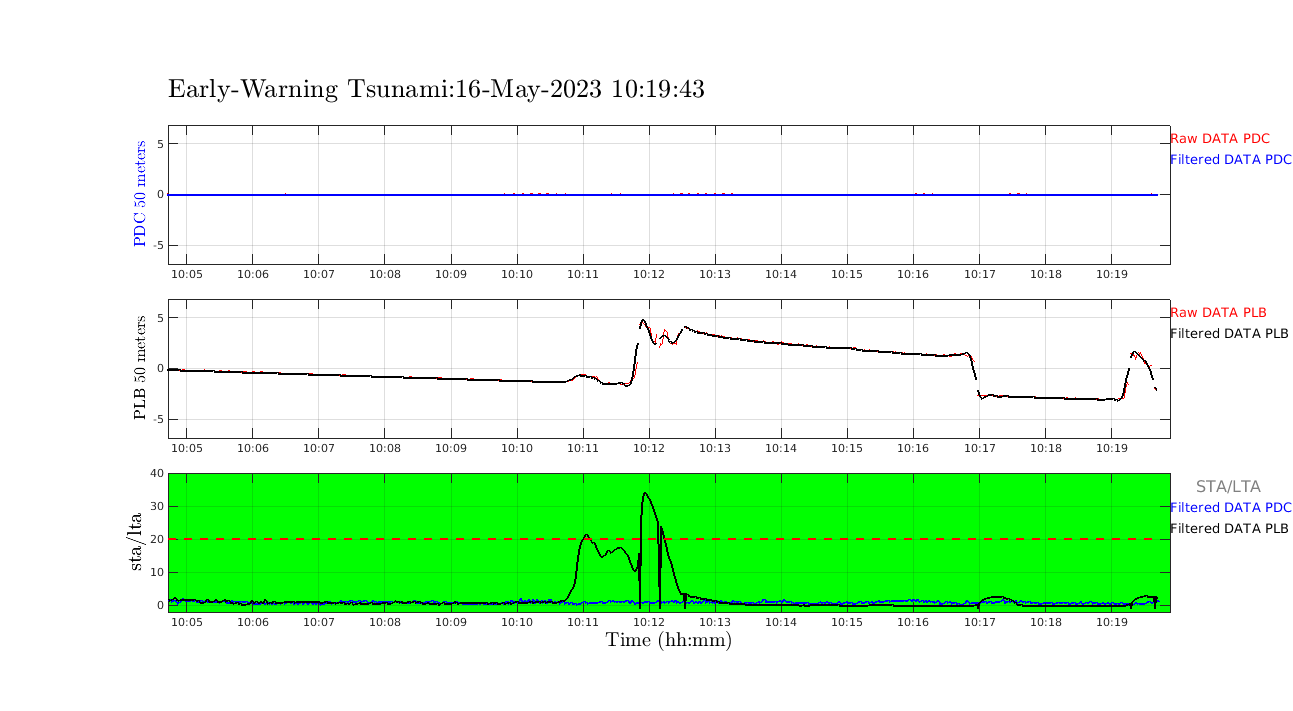 Early-Warning Tsunami:16-May-2023 10:19:43
PDC 50 meters
5
0
-5
Raw DATA PDC
Filtered DATA PDC
10:05 10:06 10:07 10:08 10:09 10:10 10:11 10:12 10:13 10:14 10:15 10:16 10:17 10:18 10:19
PLB 50 meters
5
0
-5
Raw DATA PLB
Filtered DATA PLB
10:05 10:06 10:07 10:08 10:09 10:10 10:11 10:12 10:13 10:14 10:15 10:16 10:17 10:18 10:19
sta/lta
40
30
20
10
0
STA/LTA
Filtered DATA PDC
Filtered DATA PLB
10:05 10:06 10:07 10:08 10:09 10:10 10:11 10:12 10:13 10:14 10:15 10:16 10:17 10:18 10:19
Time (hh:mm)